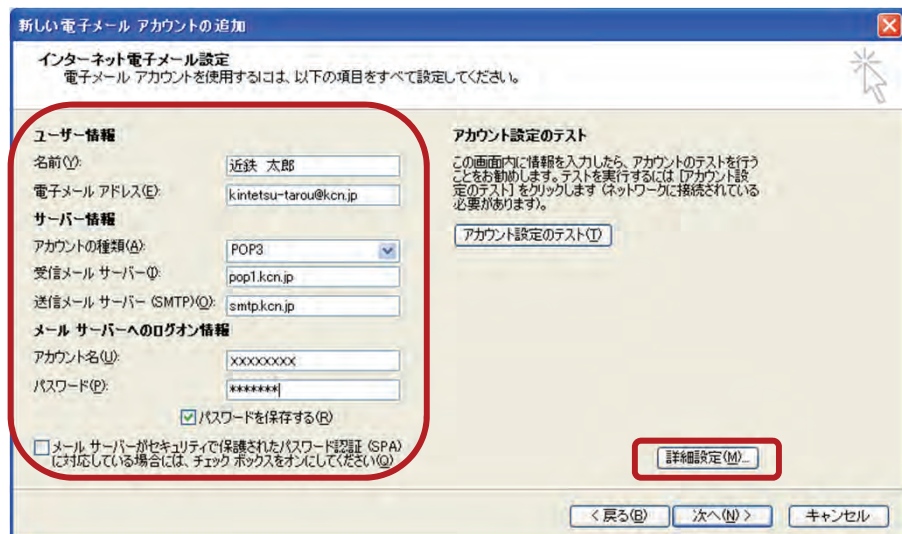 新しい電子メール アカウントの追加
インターネット電子メール設定
電子メール アカウントを使用するには、以下の項目をすべて設定してください。
ユーザー情報
名前(Y):
近鉄 太郎
電子メール アドレス(E):
kintetsu-tarou@kcn.jp
サーバー情報
アカウントの種類(A):
POP3
受信メール サーバー(I):
pop1.kcn.jp
送信メール サーバー (SMTP)(O):
smtp.kcn.jp
メール サーバーへのログオン情報
アカウント名(U):
xxxxxxxx
パスワード(P):
*******
パスワードを保存する(R)
メール サーバーがセキュリティで保護されたパスワード認証 (SPA)
に対応している場合には、チェック ボックスをオンにしてください(Q)
アカウント設定のテスト
この画面内に情報を入力したら、アカウントのテストを行う
ことをお勧めします。テストを実行するには [アカウント設
定のテスト] をクリックします (ネットワークに接続されている
必要があります)。
アカウント設定のテスト(T)
詳細設定(M)...
< 戻る(B)
次へ(N) >
キャンセル